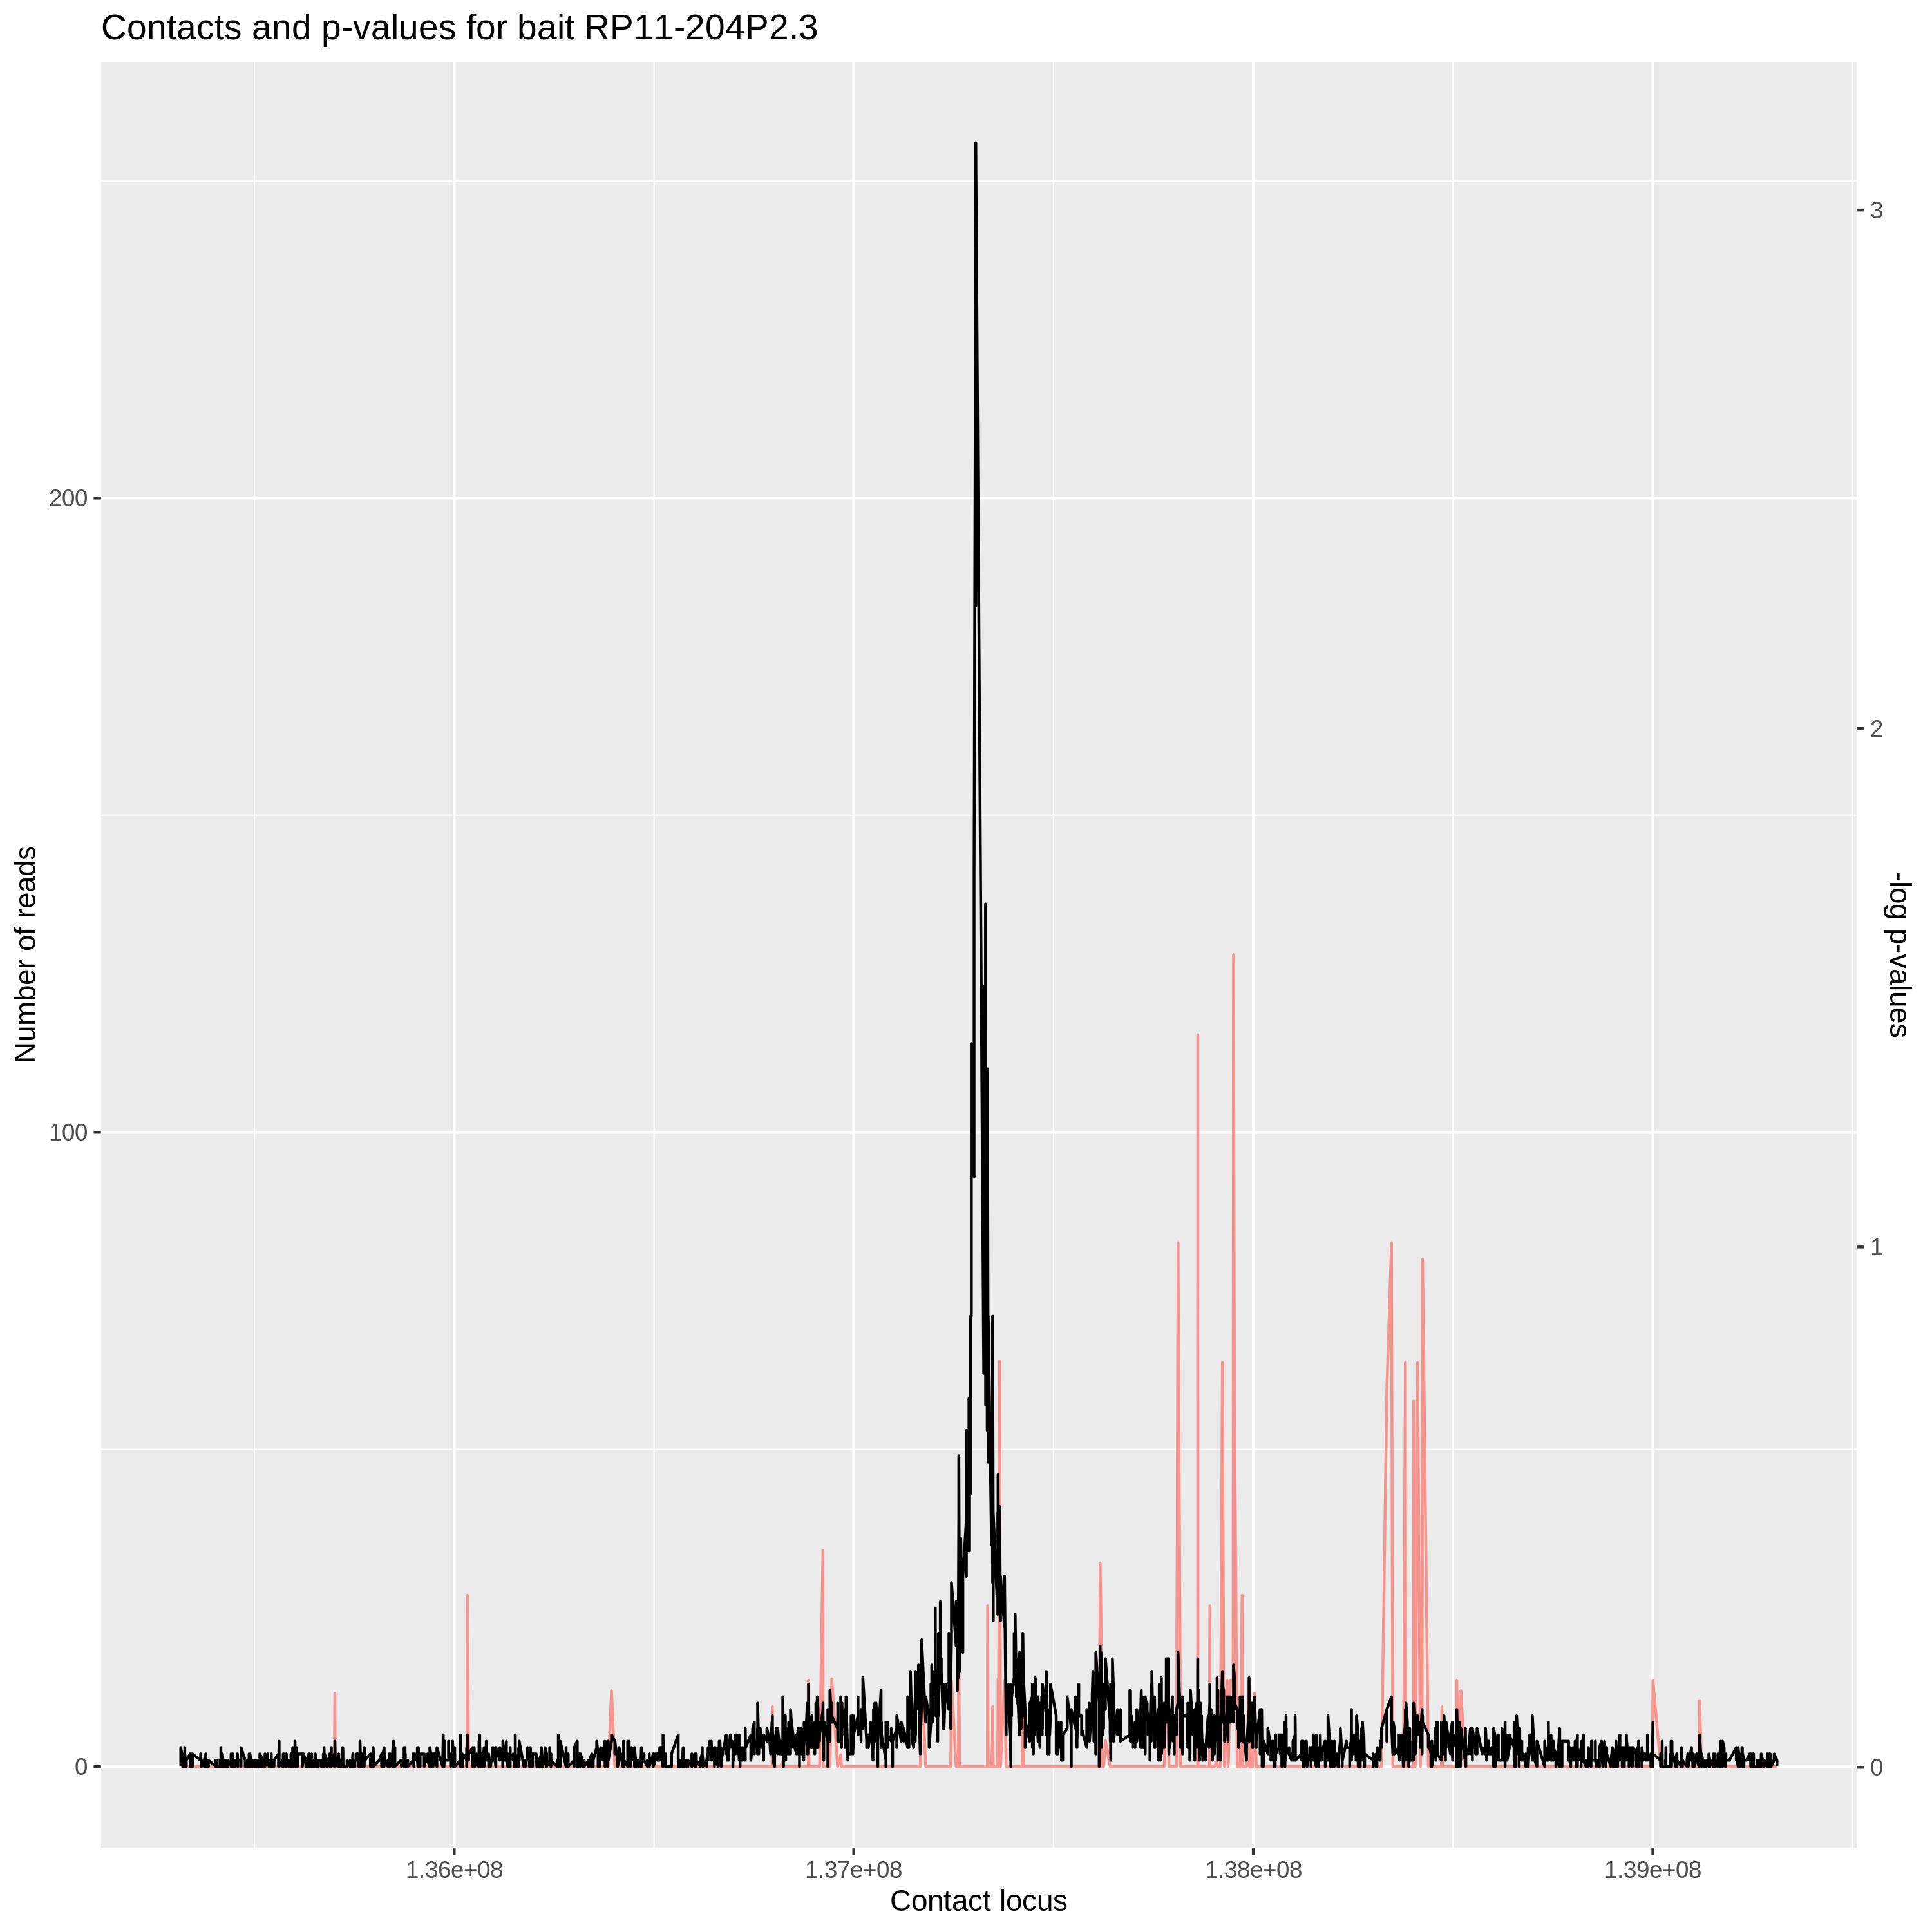 Contacts and p-values for bait RP11-204P2.3
Number of reads
200
100
0
3
2
1
0
-log p-values
1.36e+08 1.37e+08 1.38e+08 1.39e+08
Contact locus